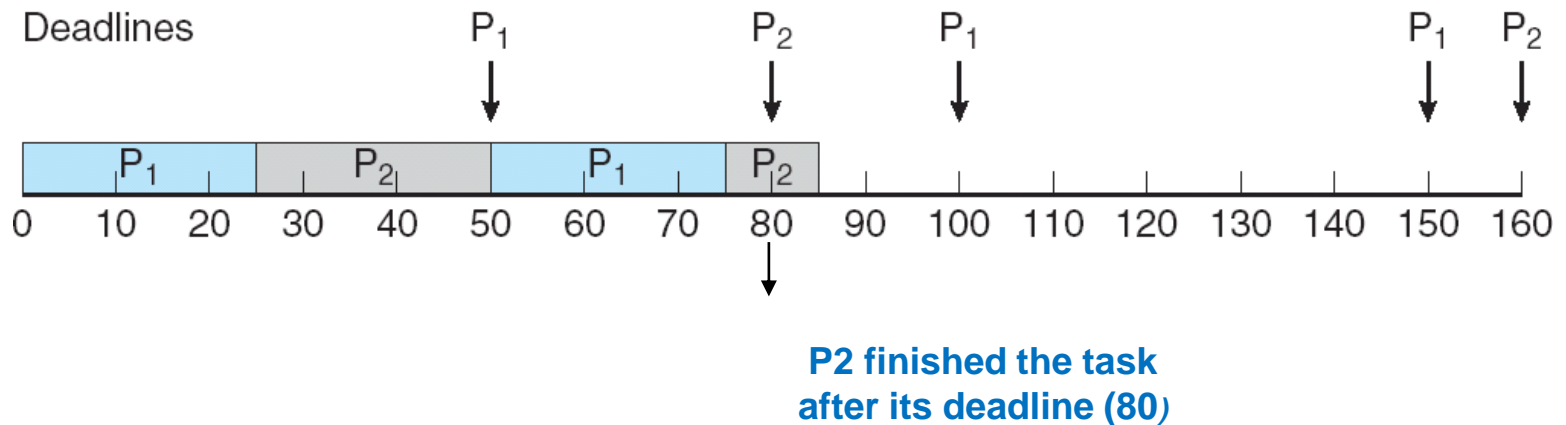 Deadlines P₁ P₂ P₁ P₁ P₂
P₁ P₂ P₁ P₂
0 10 20 30 40 50 60 70 80 90 100 110 120 130 140 150 160
P2 finished the task
after its deadline (80)